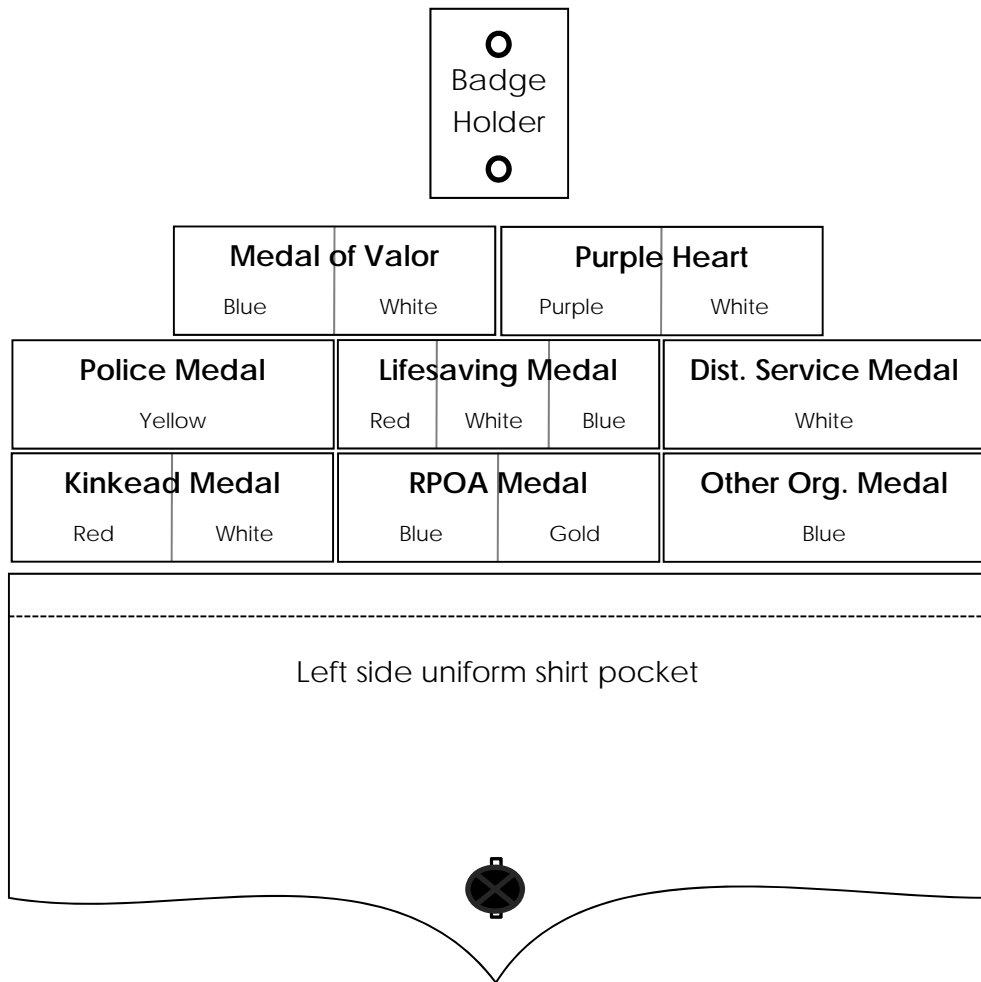 Badge
Holder
Medal of Valor Purple Heart
Blue White Purple White
Police Medal Lifesaving Medal Dist. Service Medal
Yellow Red White Blue White
Kinkead Medal RPOA Medal Other Org. Medal
Red White Blue Gold Blue
Left side uniform shirt pocket